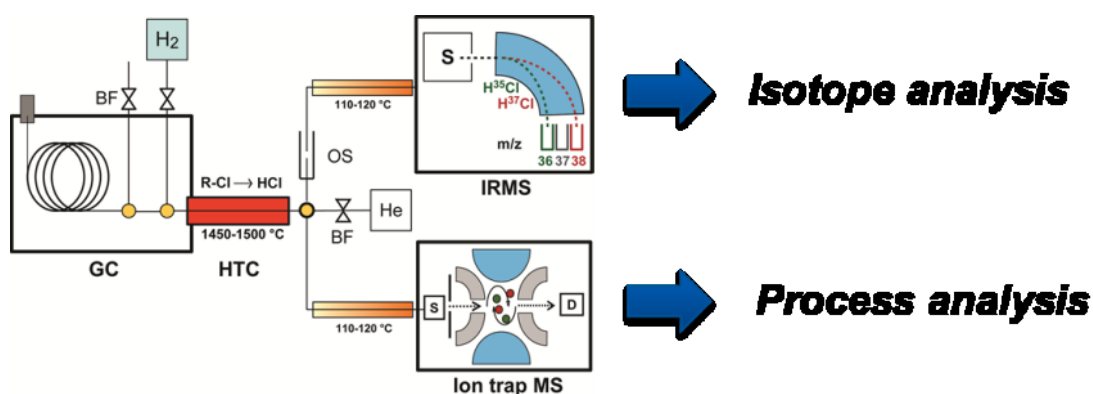 H2
BF
R-Cl → HCl
1450-1500 °C
GC
HTC
110-120 °C
OS
He
BF
110-120 °C
S
H35Cl
H37Cl
m/z
36 37 38
IRMS
S
D
Ion trap MS
Isotope analysis
Process analysis